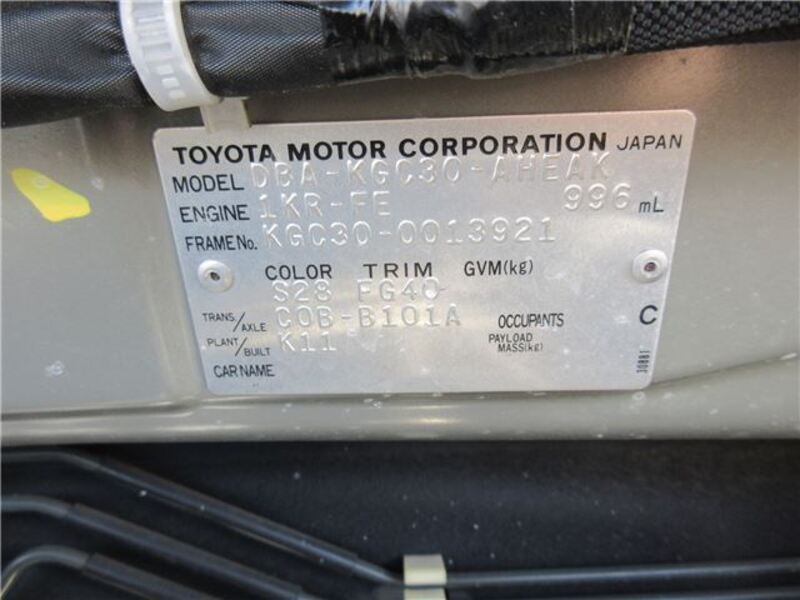 TOYOTA MOTOR CORPORATION JAPAN
MODEL DBA-KGC30-AHEAK
ENGINE 1KR-FE 996 mL
FRAME No. KGC30-0013921
COLOR TRIM GVM(kg)
S28 FG40
TRANS/AXLE C0B-B101A OCCUPANTS C
PLANT/BUILT K11 PAYLOAD MASS(kg)
CAR NAME
30881